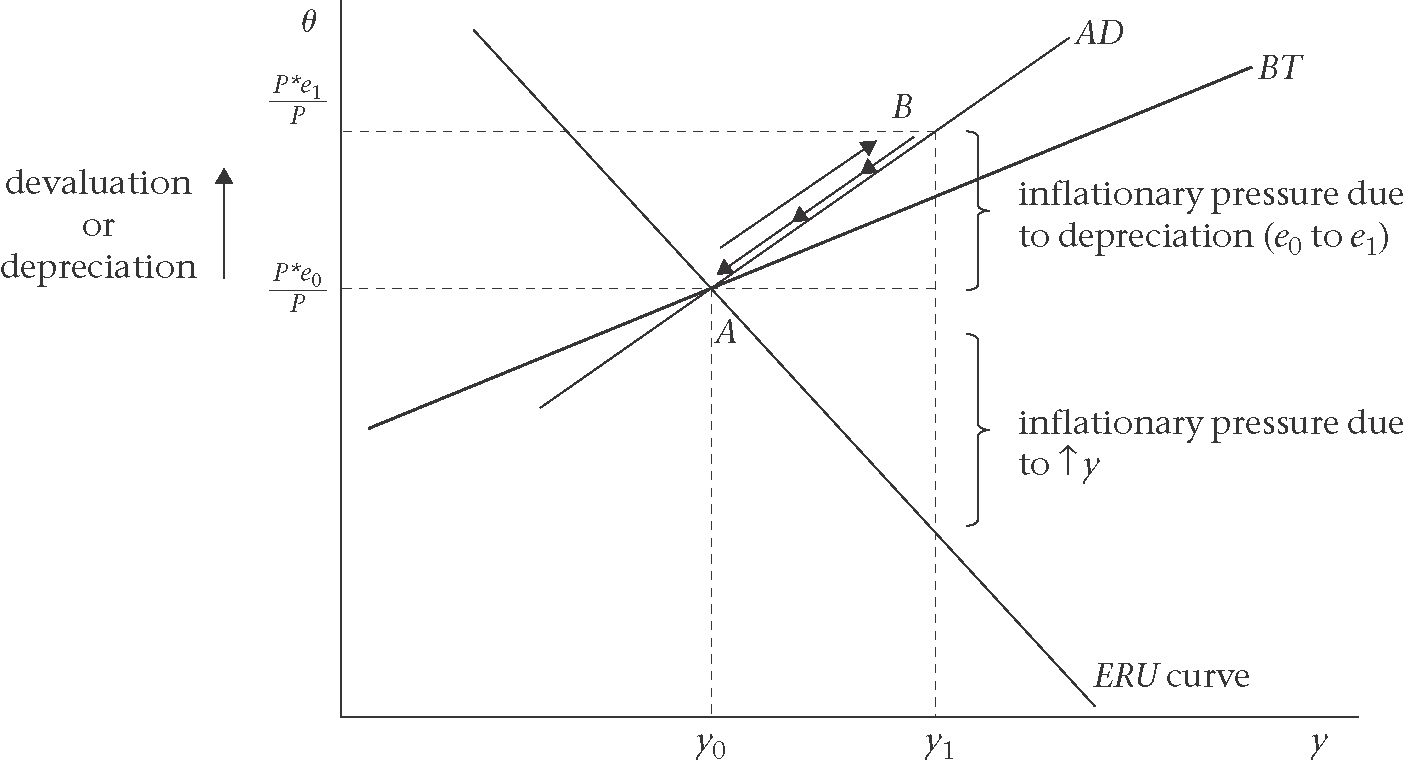 θ
AD
BT
P*e₁
P
B
devaluation
or
depreciation
inflationary pressure due
to depreciation (e₀ to e₁)
P*e₀
P
A
inflationary pressure due
to ↑y
ERU curve
y₀
y₁
y